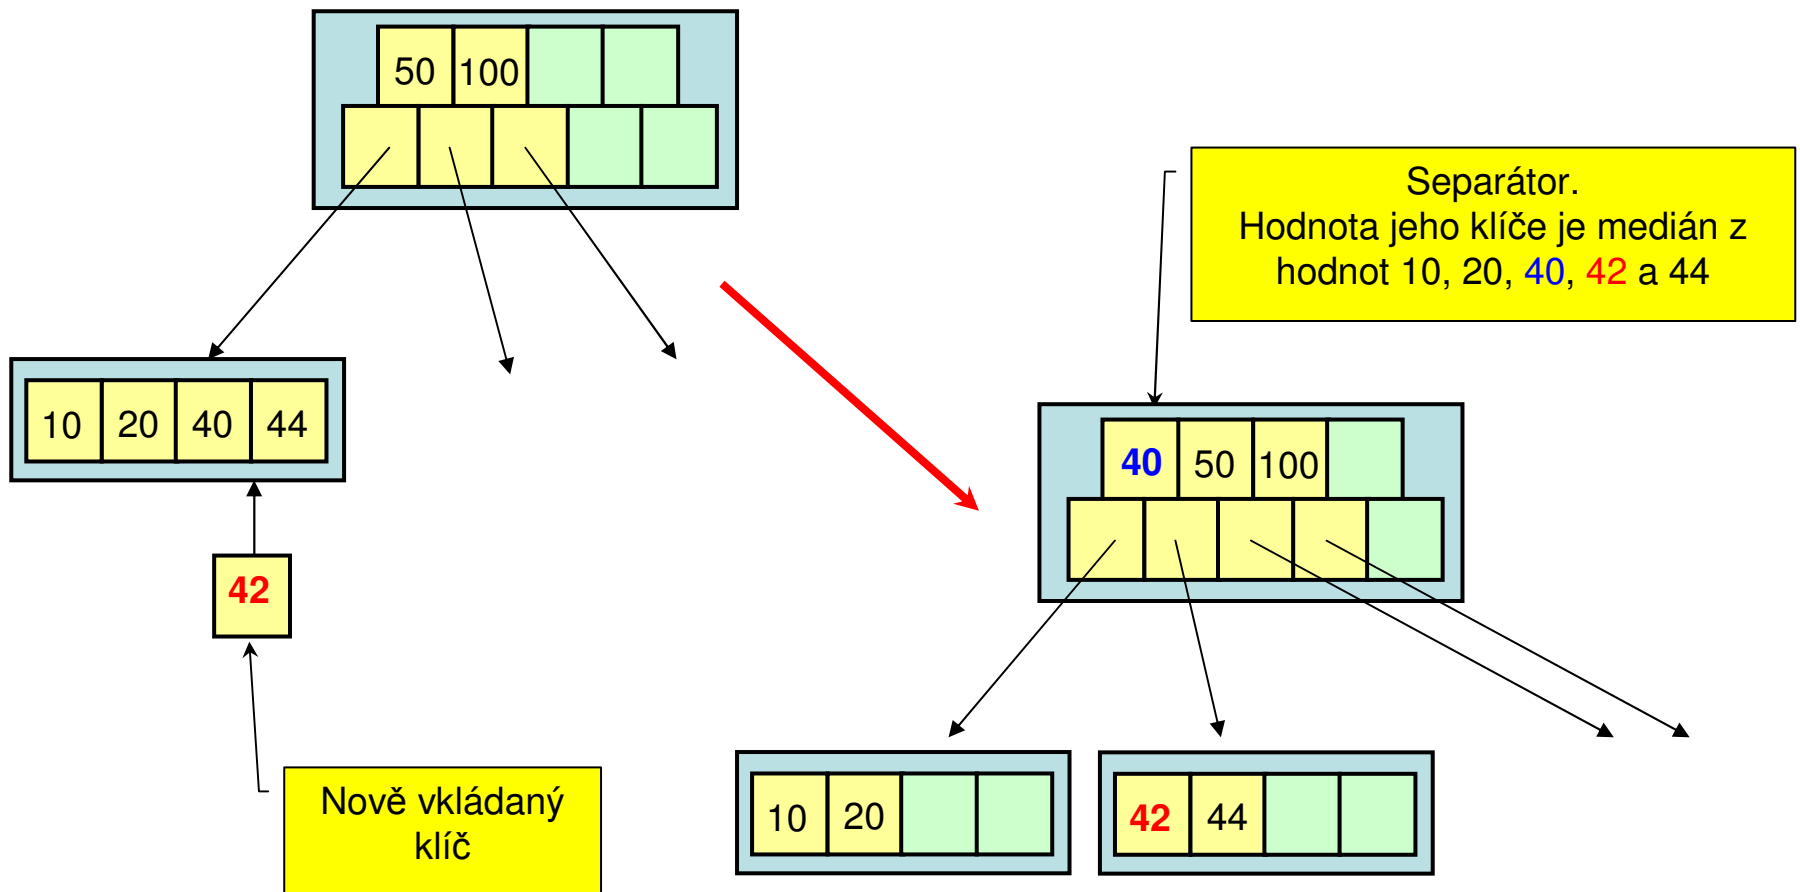 50 100
10 20 40 44
42
Nově vkládaný
klíč
Separátor.
Hodnota jeho klíče je medián z
hodnot 10, 20, 40, 42 a 44
40 50 100
10 20
42 44